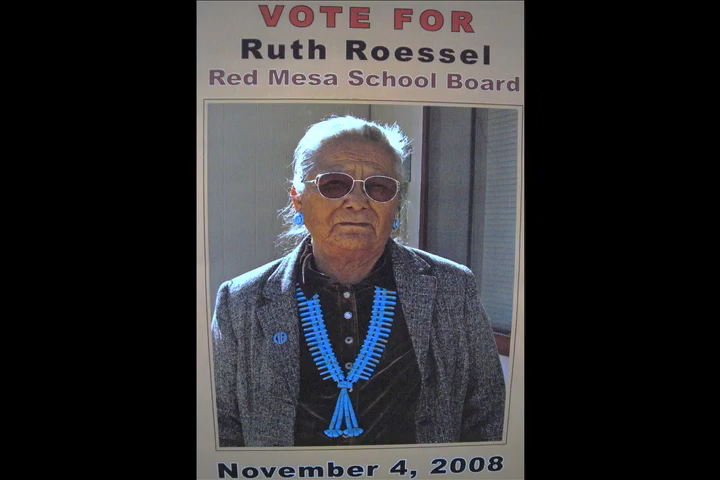 VOTE FOR
Ruth Roessel
Red Mesa School Board
November 4, 2008